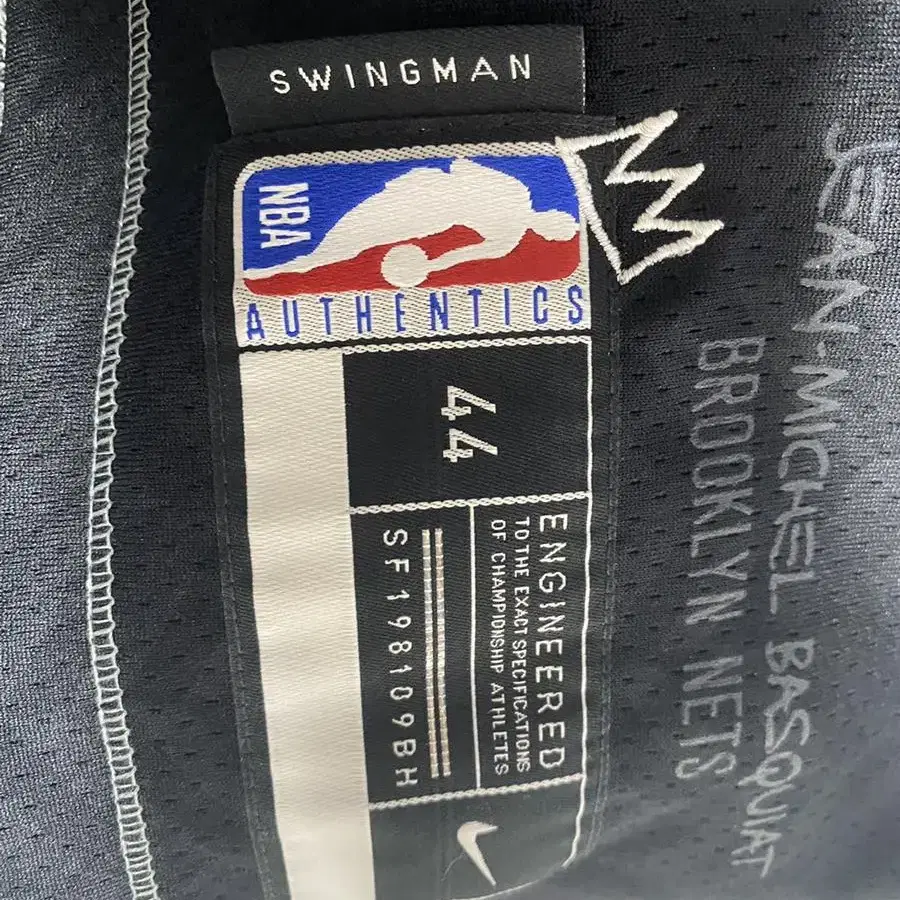 SWINGMAN
NBA
AUTHENTICS
44
ENGINEERED
TO THE EXACT SPECIFICATIONS
OF CHAMPIONSHIP ATHLETES
SF198109BH
JEAN-MICHEL BASQUIAT
BROOKLYN NETS